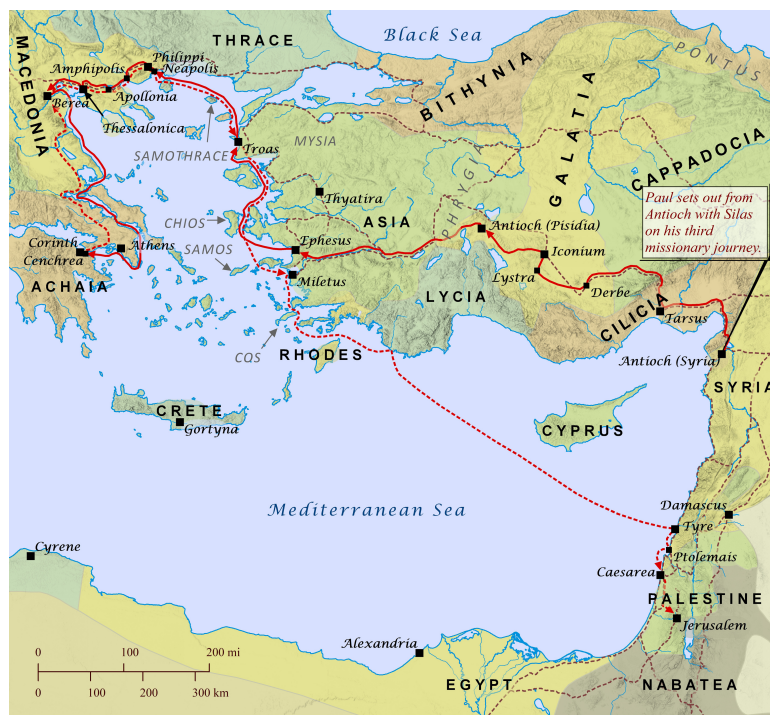 Black Sea
THRACE
PONTUS
BITHYNIA
MACEDONIA
Philippi
Neapolis
Amphipolis
Apollonia
Berea
Thessalonica
SAMOTHRACE
Troas
MYSIA
GALATIA
CAPPADOCIA
PHRYGIA
Paul sets out from
Antioch with Silas
on his third
missionary journey.
Thyatira
CHIOS
ASIA
Antioch (Pisidia)
SAMOS
Ephesus
Iconium
Corinth
Cenchrea
Athens
Miletus
Lystra
Derbe
ACHAIA
LYCIA
CILICIA
Tarsus
COS
RHODES
Antioch (Syria)
SYRIA
CRETE
Gortyna
CYPRUS
Mediterranean Sea
Damascus
Tyre
Cyrene
Ptolemais
Caesarea
PALESTINE
Jerusalem
Alexandria
EGYPT
NABATEA
0 100 200 mi
0 100 200 300 km